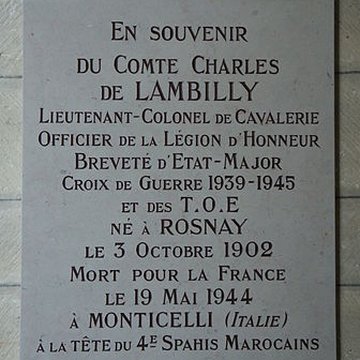 En souvenir
du Comte Charles
de LAMBILLY
Lieutenant-Colonel de Cavalerie
Officier de la Légion d'Honneur
Breveté d'Etat-Major
Croix de Guerre 1939-1945
et des T.O.E
né à ROSNAY
le 3 Octobre 1902
Mort pour la France
le 19 Mai 1944
à MONTICELLI (Italie)
à la tête du 4E Spahis Marocains